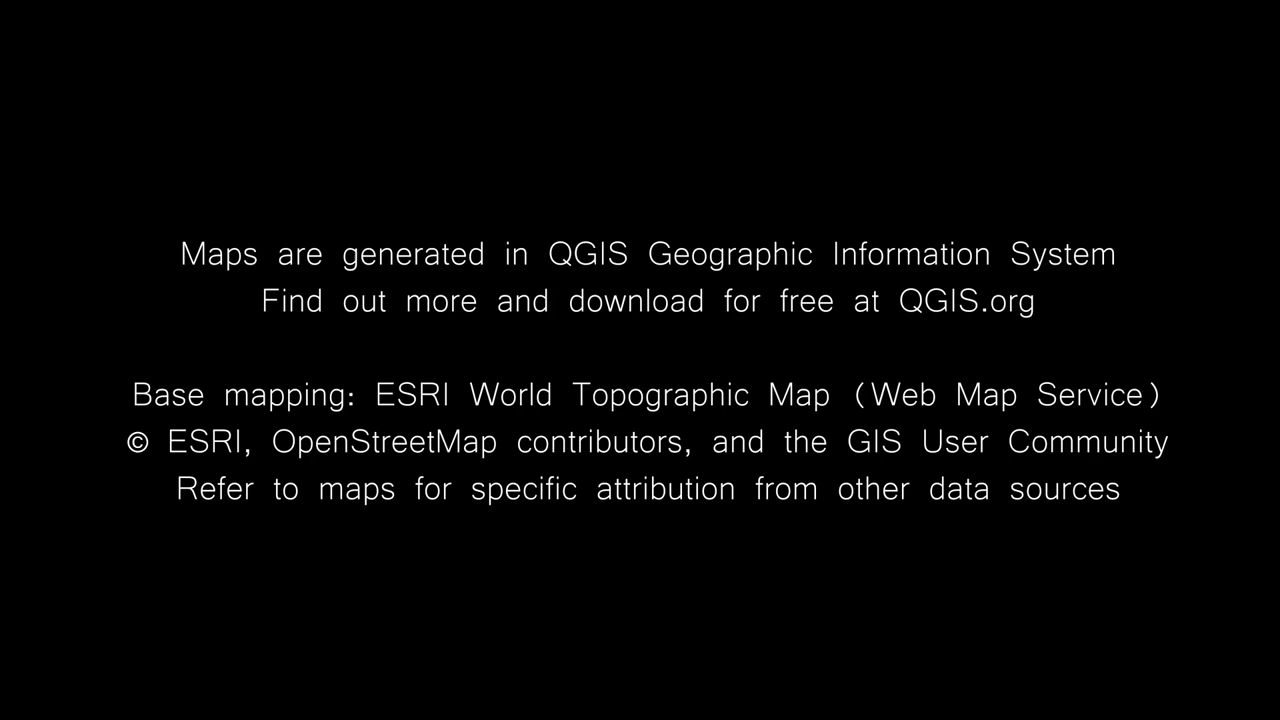 Maps are generated in QGIS Geographic Information System
Find out more and download for free at QGIS.org
Base mapping: ESRI World Topographic Map (Web Map Service)
© ESRI, OpenStreetMap contributors, and the GIS User Community
Refer to maps for specific attribution from other data sources